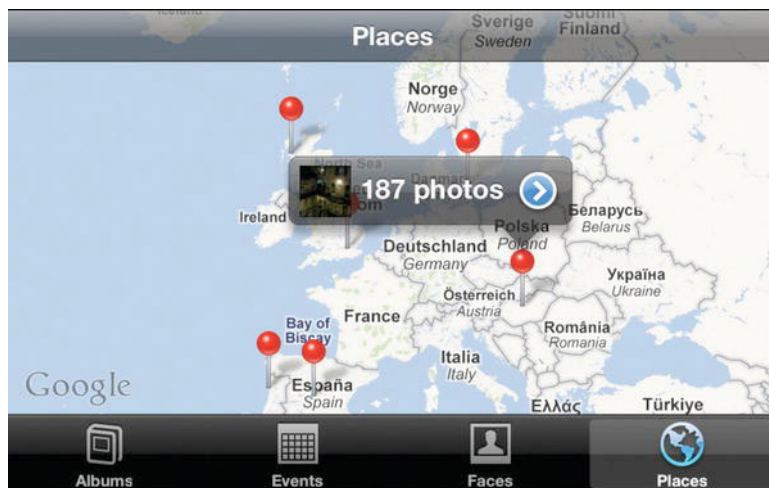 Sverige
Sweden
Suomi
Finland
Places
Norge
Norway
North Sea
187 photos
Ireland
Беларусь
Belarus
Polska
Poland
Deutschland
Germany
Україна
Ukraine
Österreich
Austria
France
Bay of
Biscay
România
Romania
Italia
Italy
Google
España
Spain
Ελλάς
Türkiye
Albums
Events
Faces
Places